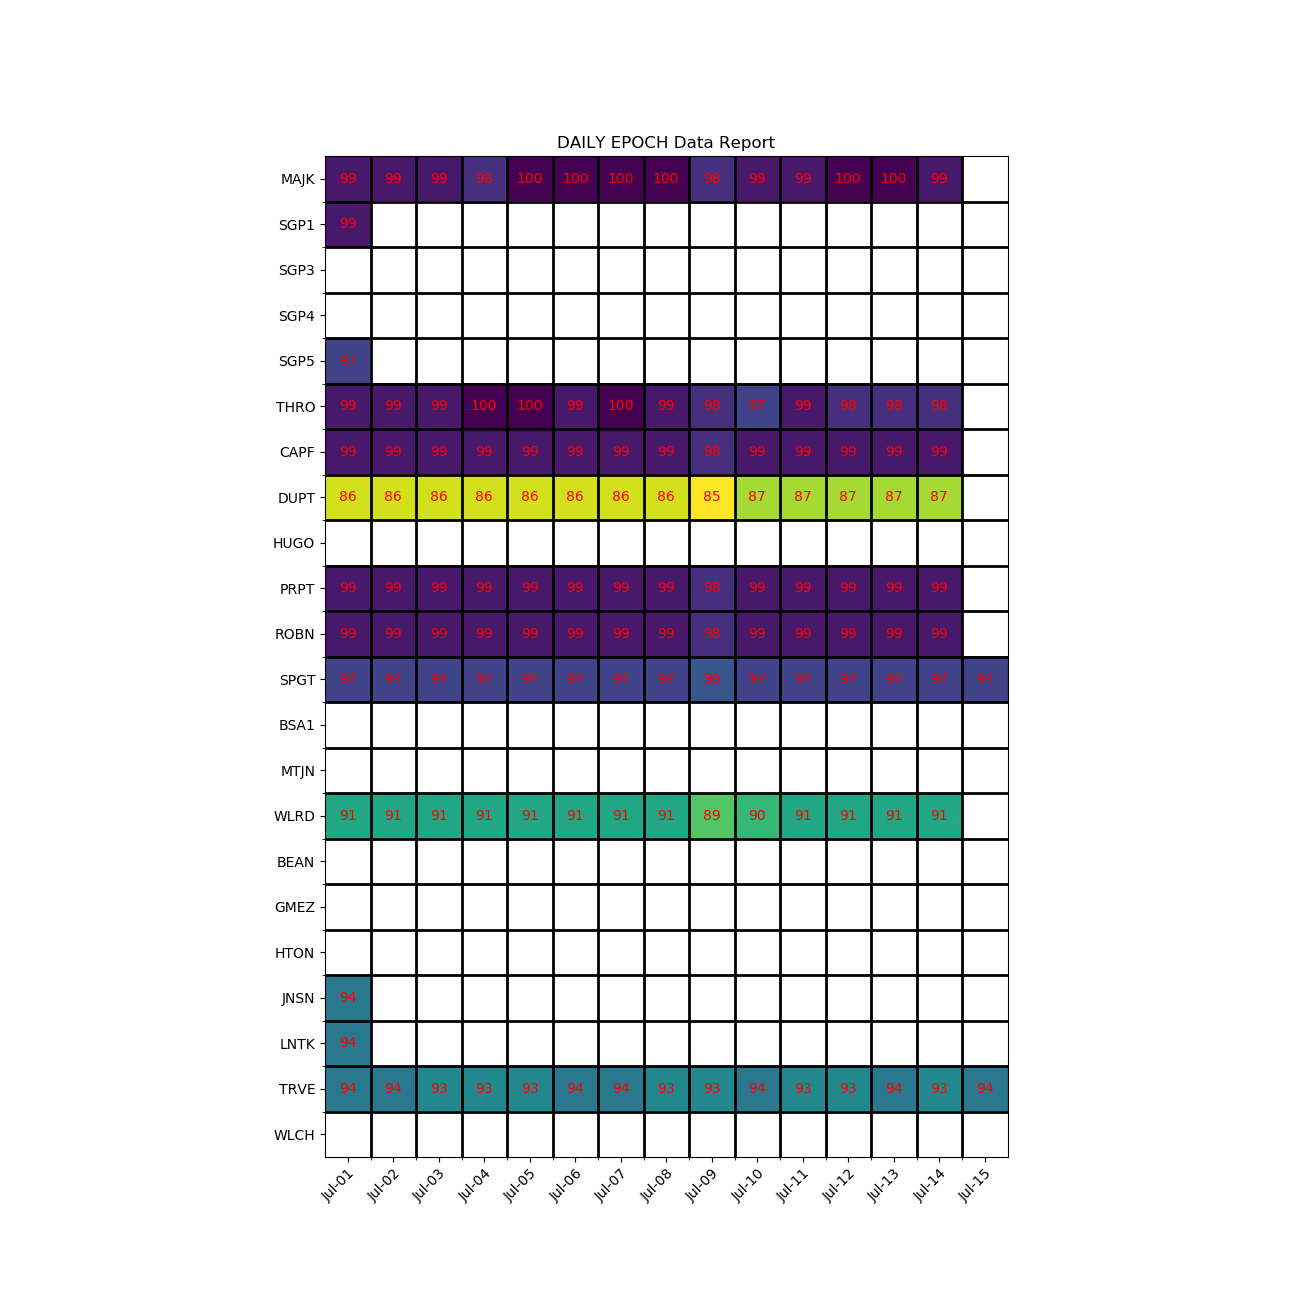 DAILY EPOCH Data Report
MAJK 99 99 99 98 100 100 100 100 98 99 99 100 100 99
SGP1 99
SGP3
SGP4
SGP5 97
THRO 99 99 99 100 100 99 100 99 98 97 99 98 98 98
CAPF 99 99 99 99 99 99 99 99 98 99 99 99 99 99
DUPT 86 86 86 86 86 86 86 86 85 87 87 87 87 87
HUGO
PRPT 99 99 99 99 99 99 99 99 98 99 99 99 99 99
ROBN 99 99 99 99 99 99 99 99 98 99 99 99 99 99
SPGT 97 97 97 97 97 97 97 97 96 97 97 97 97 97 97
BSA1
MTJN
WLRD 91 91 91 91 91 91 91 91 89 90 91 91 91 91
BEAN
GMEZ
HTON
JNSN 94
LNTK 94
TRVE 94 94 93 93 93 94 94 93 93 94 93 93 94 93 94
WLCH
Jul-01 Jul-02 Jul-03 Jul-04 Jul-05 Jul-06 Jul-07 Jul-08 Jul-09 Jul-10 Jul-11 Jul-12 Jul-13 Jul-14 Jul-15